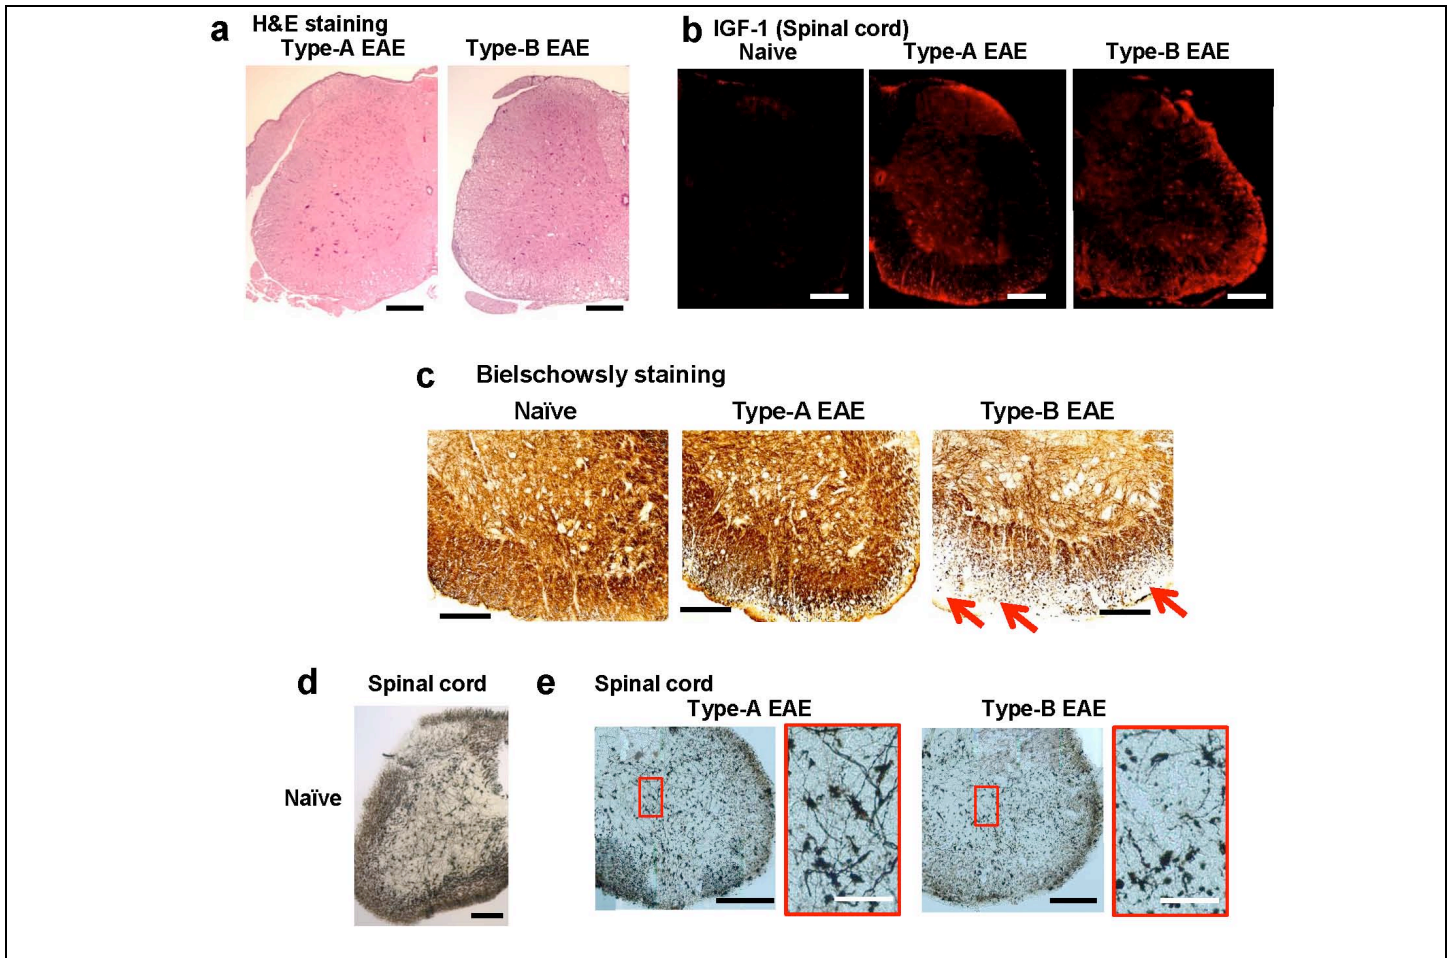 a H&E staining
Type-A EAE Type-B EAE
b IGF-1 (Spinal cord)
Naive Type-A EAE Type-B EAE
c Bielschowsly staining
Naïve Type-A EAE Type-B EAE
d Spinal cord
Naïve
e Spinal cord
Type-A EAE Type-B EAE